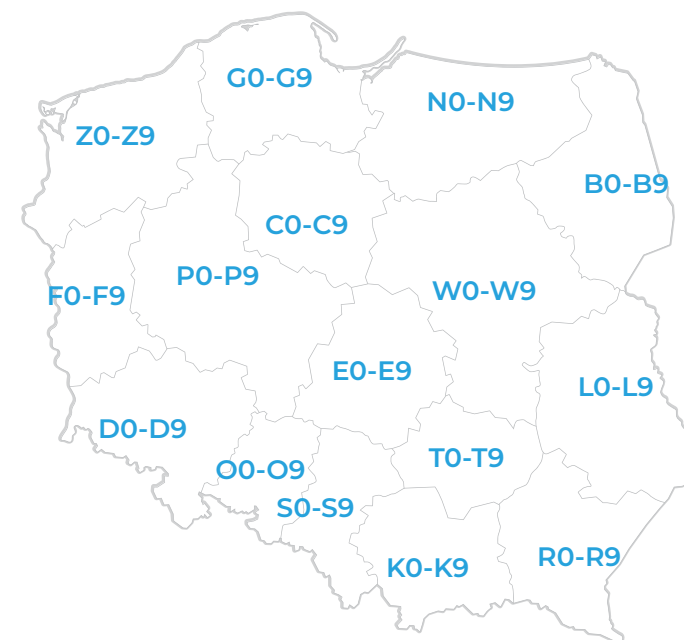 G0-G9
N0-N9
Z0-Z9
B0-B9
C0-C9
P0-P9
W0-W9
F0-F9
E0-E9
L0-L9
D0-D9
T0-T9
O0-O9
S0-S9
R0-R9
K0-K9